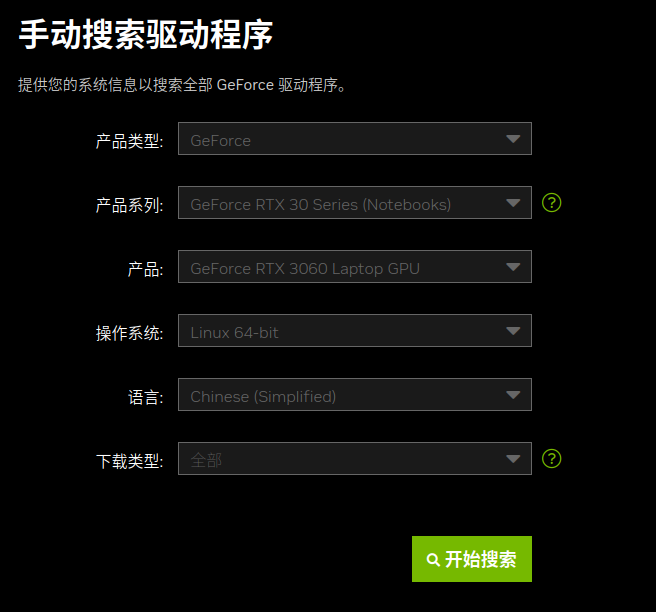 手动搜索驱动程序
提供您的系统信息以搜索全部 GeForce 驱动程序。
产品类型: GeForce
产品系列: GeForce RTX 30 Series (Notebooks) ?
产品: GeForce RTX 3060 Laptop GPU
操作系统: Linux 64-bit
语言: Chinese (Simplified)
下载类型: 全部 ?
开始搜索